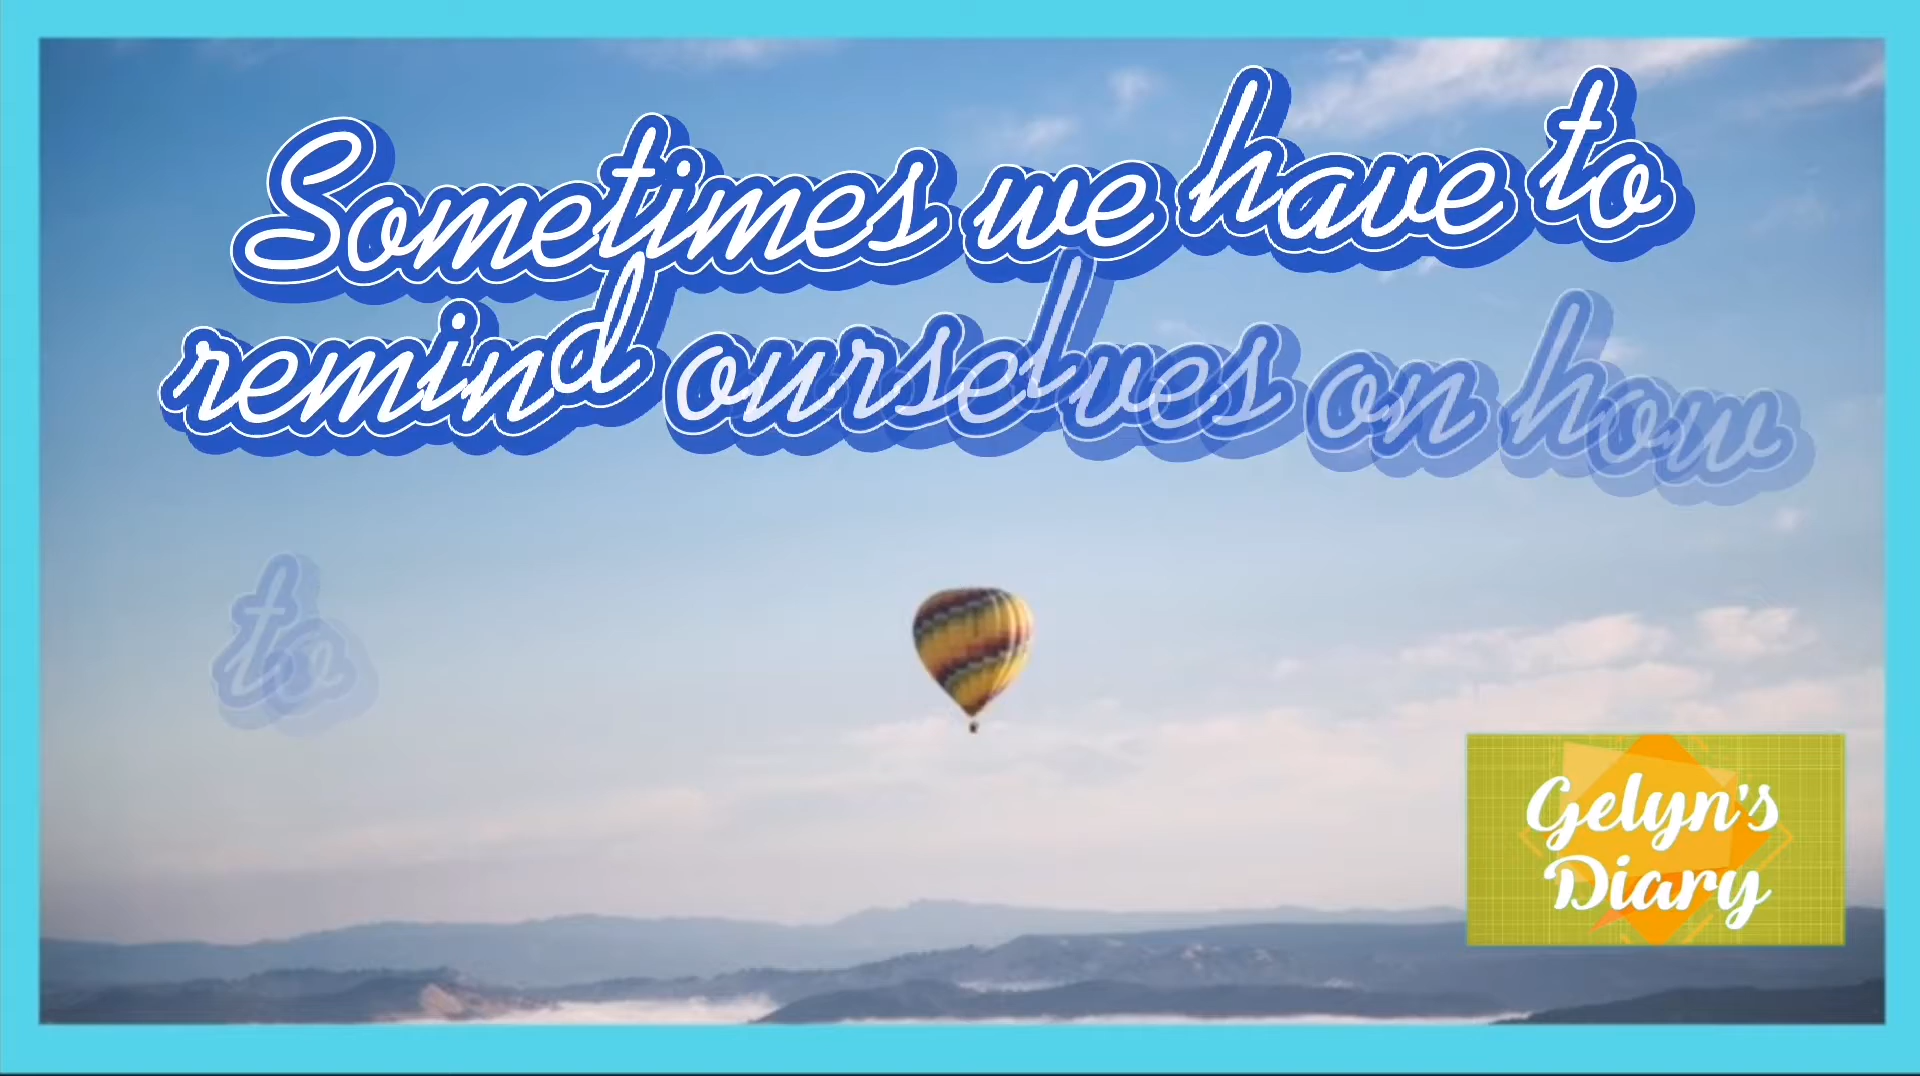 Sometimes we have to
remind ourselves on how
to
Gelyn's
Diary